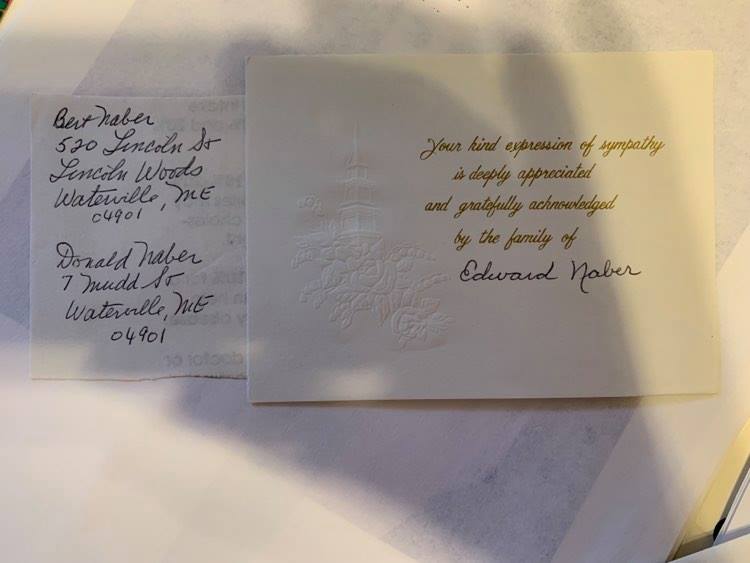 Bert Naber
520 Lincoln St
Lincoln Woods
Waterville, ME
04901
Donald Naber
7 Mudd St
Waterville, ME
04901
Your kind expression of sympathy
is deeply appreciated
and gratefully acknowledged
by the family of
Edward Naber